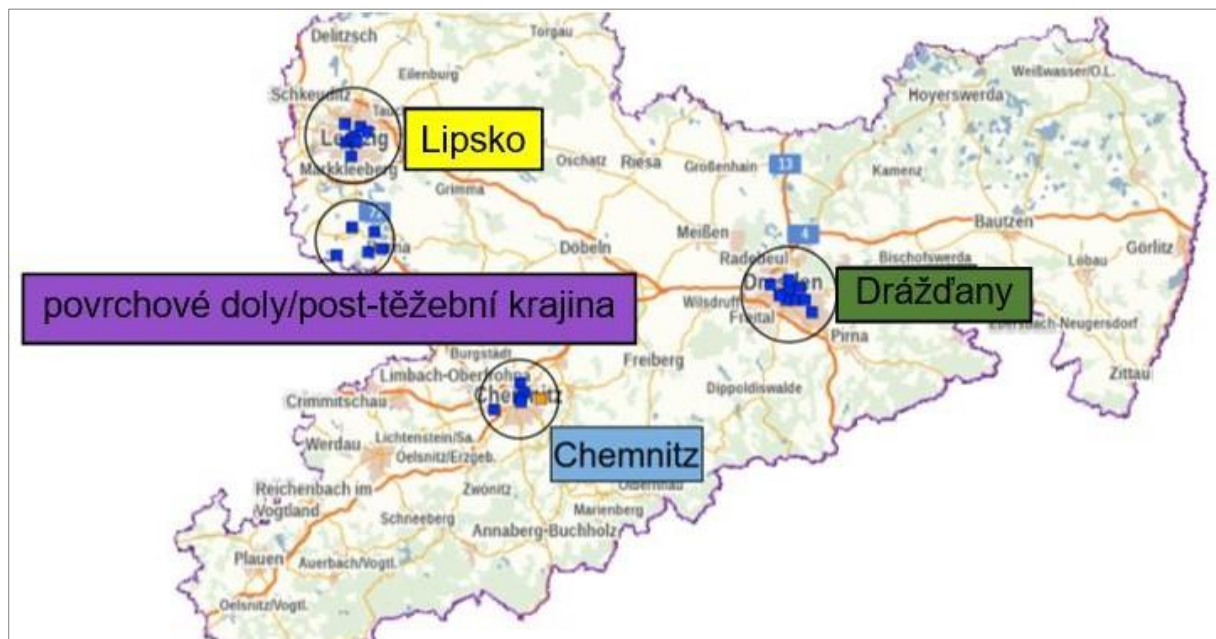 Delitzsch
Torgau
Eilenburg
Weißwasser/O.L.
Schkeuditz
Hoyerswerda
Lipsko
Markkleeberg
Oschatz
Riesa
Großenhain
13
Kamenz
Grimma
Bautzen
4
Meißen
Döbeln
Görlitz
Radebeul
Bischofswerda
Löbau
Drážďany
povrchové doly/post-těžební krajina
Wilsdruff
Freital
Pirna
Ebersbach-Neugersdorf
Burgstädt
Freiberg
Limbach-Oberfrohna
Zittau
Dippoldiswalde
Crimmitschau
Werdau
Lichtenstein/Sa.
Oelsnitz/Erzgeb.
Chemnitz
Reichenbach im
Vogtland
Zwönitz
Marienberg
Schneeberg
Annaberg-Buchholz
Plauen
Auerbach/Vogtl.
Oelsnitz/Vogtl.